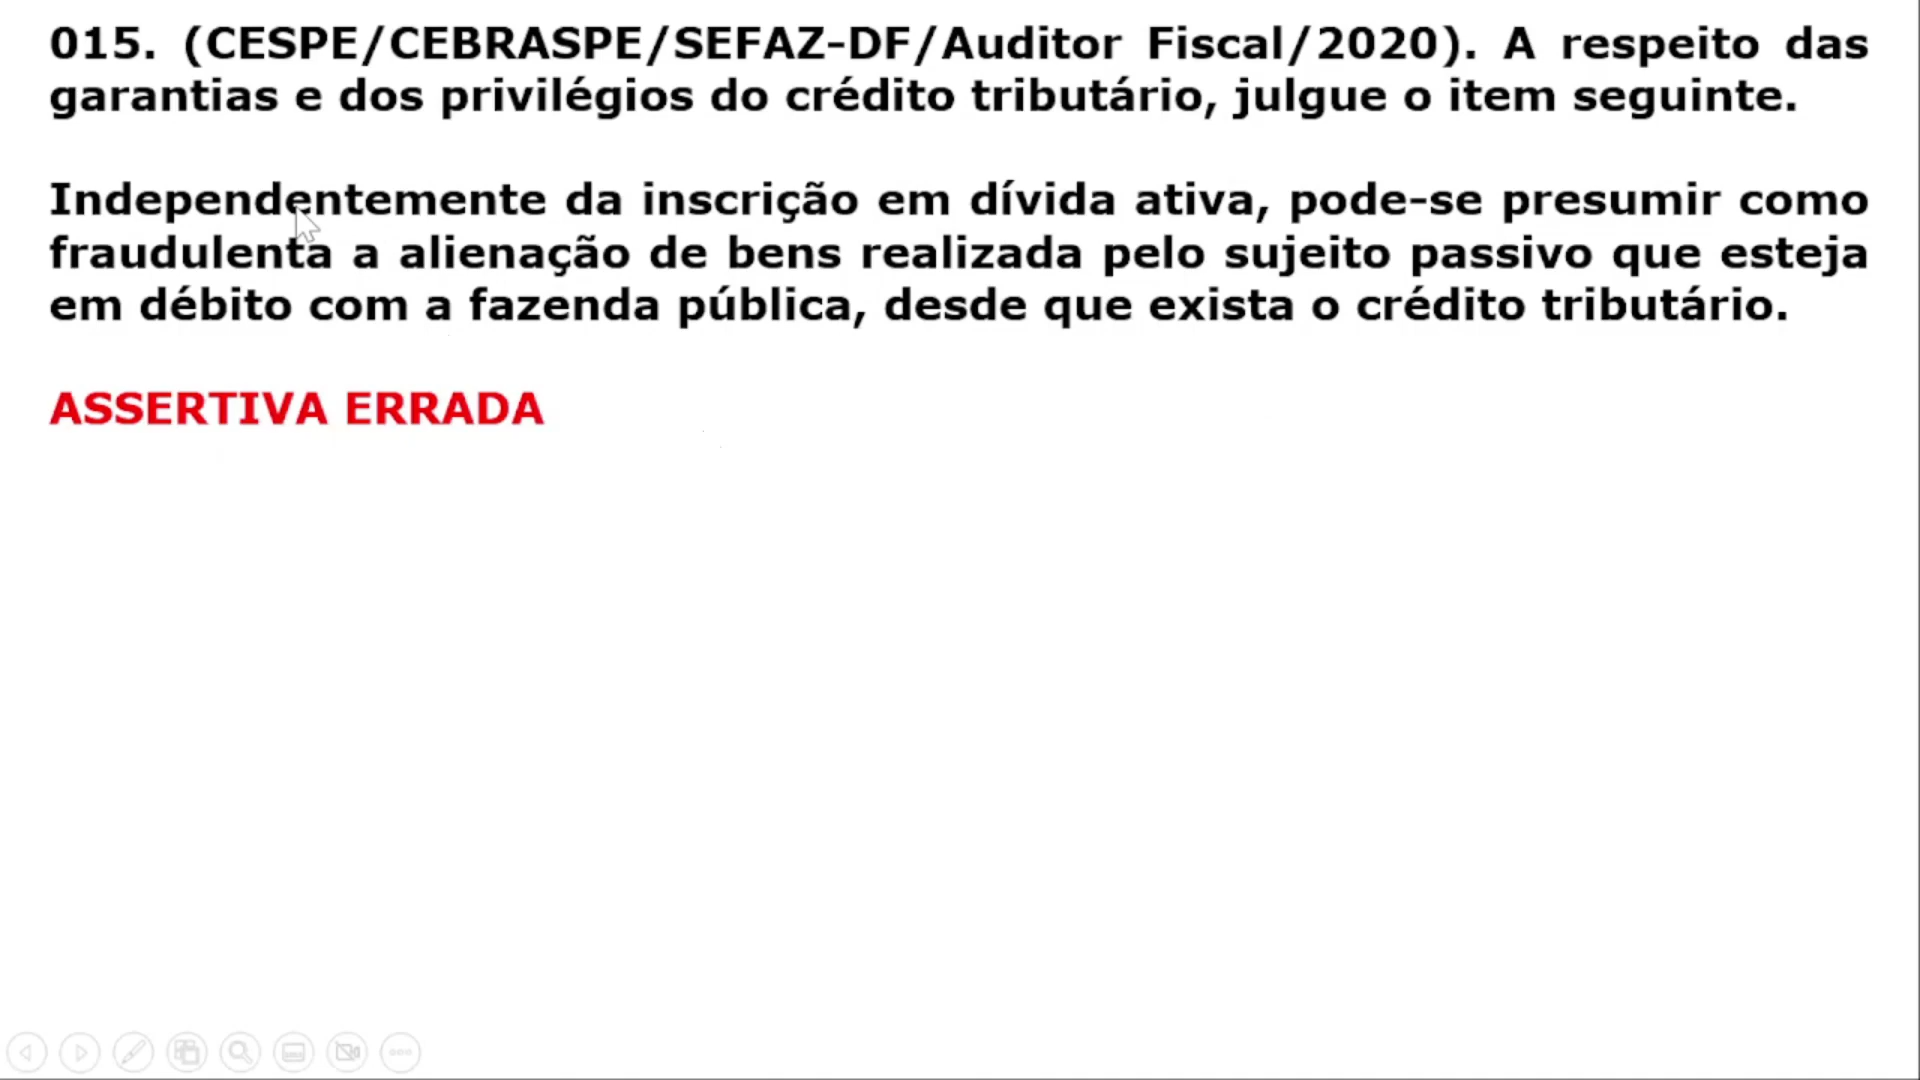 015. (CESPE/CEBRASPE/SEFAZ-DF/Auditor Fiscal/2020). A respeito das
garantias e dos privilégios do crédito tributário, julgue o item seguinte.
Independentemente da inscrição em dívida ativa, pode-se presumir como
fraudulenta a alienação de bens realizada pelo sujeito passivo que esteja
em débito com a fazenda pública, desde que exista o crédito tributário.
ASSERTIVA ERRADA